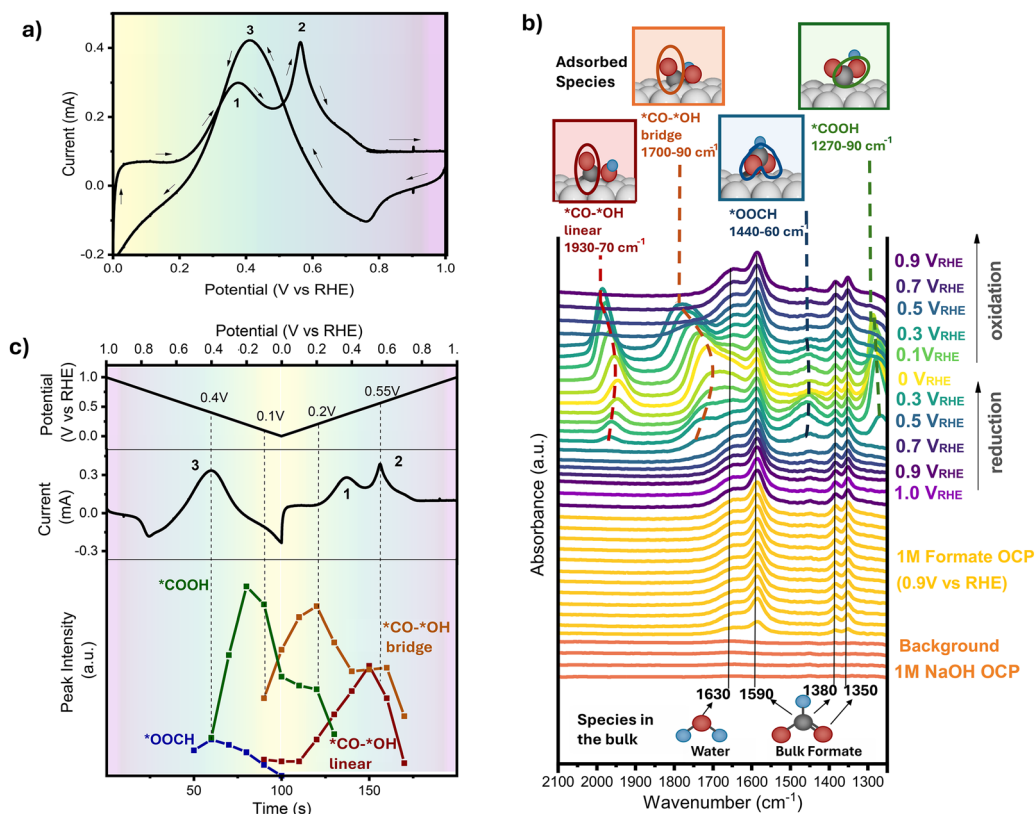 a)
Current (mA)
0.4
0.2
0.0
-0.2
1
3
2
0.0 0.2 0.4 0.6 0.8 1.0
Potential (V vs RHE)
b)
Adsorbed
Species
*CO-*OH
bridge
1700-90 cm-1
*COOH
1270-90 cm-1
*CO-*OH
linear
1930-70 cm-1
*OOCH
1440-60 cm-1
Absorbance (a.u.)
0.9 VRHE
0.7 VRHE
0.5 VRHE
0.3 VRHE
0.1VRHE
0 VRHE
0.3 VRHE
0.5 VRHE
0.7 VRHE
0.9 VRHE
1.0 VRHE
oxidation
reduction
1M Formate OCP
(0.9V vs RHE)
Background
1M NaOH OCP
1630 1590 1380 1350
Species in
the bulk
Water
Bulk Formate
2100 2000 1900 1800 1700 1600 1500 1400 1300
Wavenumber (cm-1)
c)
Potential (V vs RHE)
1.0 0.8 0.6 0.4 0.2 0.0 0.2 0.4 0.6 0.8 1.
Potential
(V vs RHE)
1.0
0.5
0.0
0.4V
0.1V
0.2V
0.55V
Current
(mA)
0.3
0.0
-0.3
3
1
2
Peak Intensity
(a.u.)
*COOH
*CO-*OH
bridge
*OOCH
*CO-*OH
linear
50 100 150
Time (s)